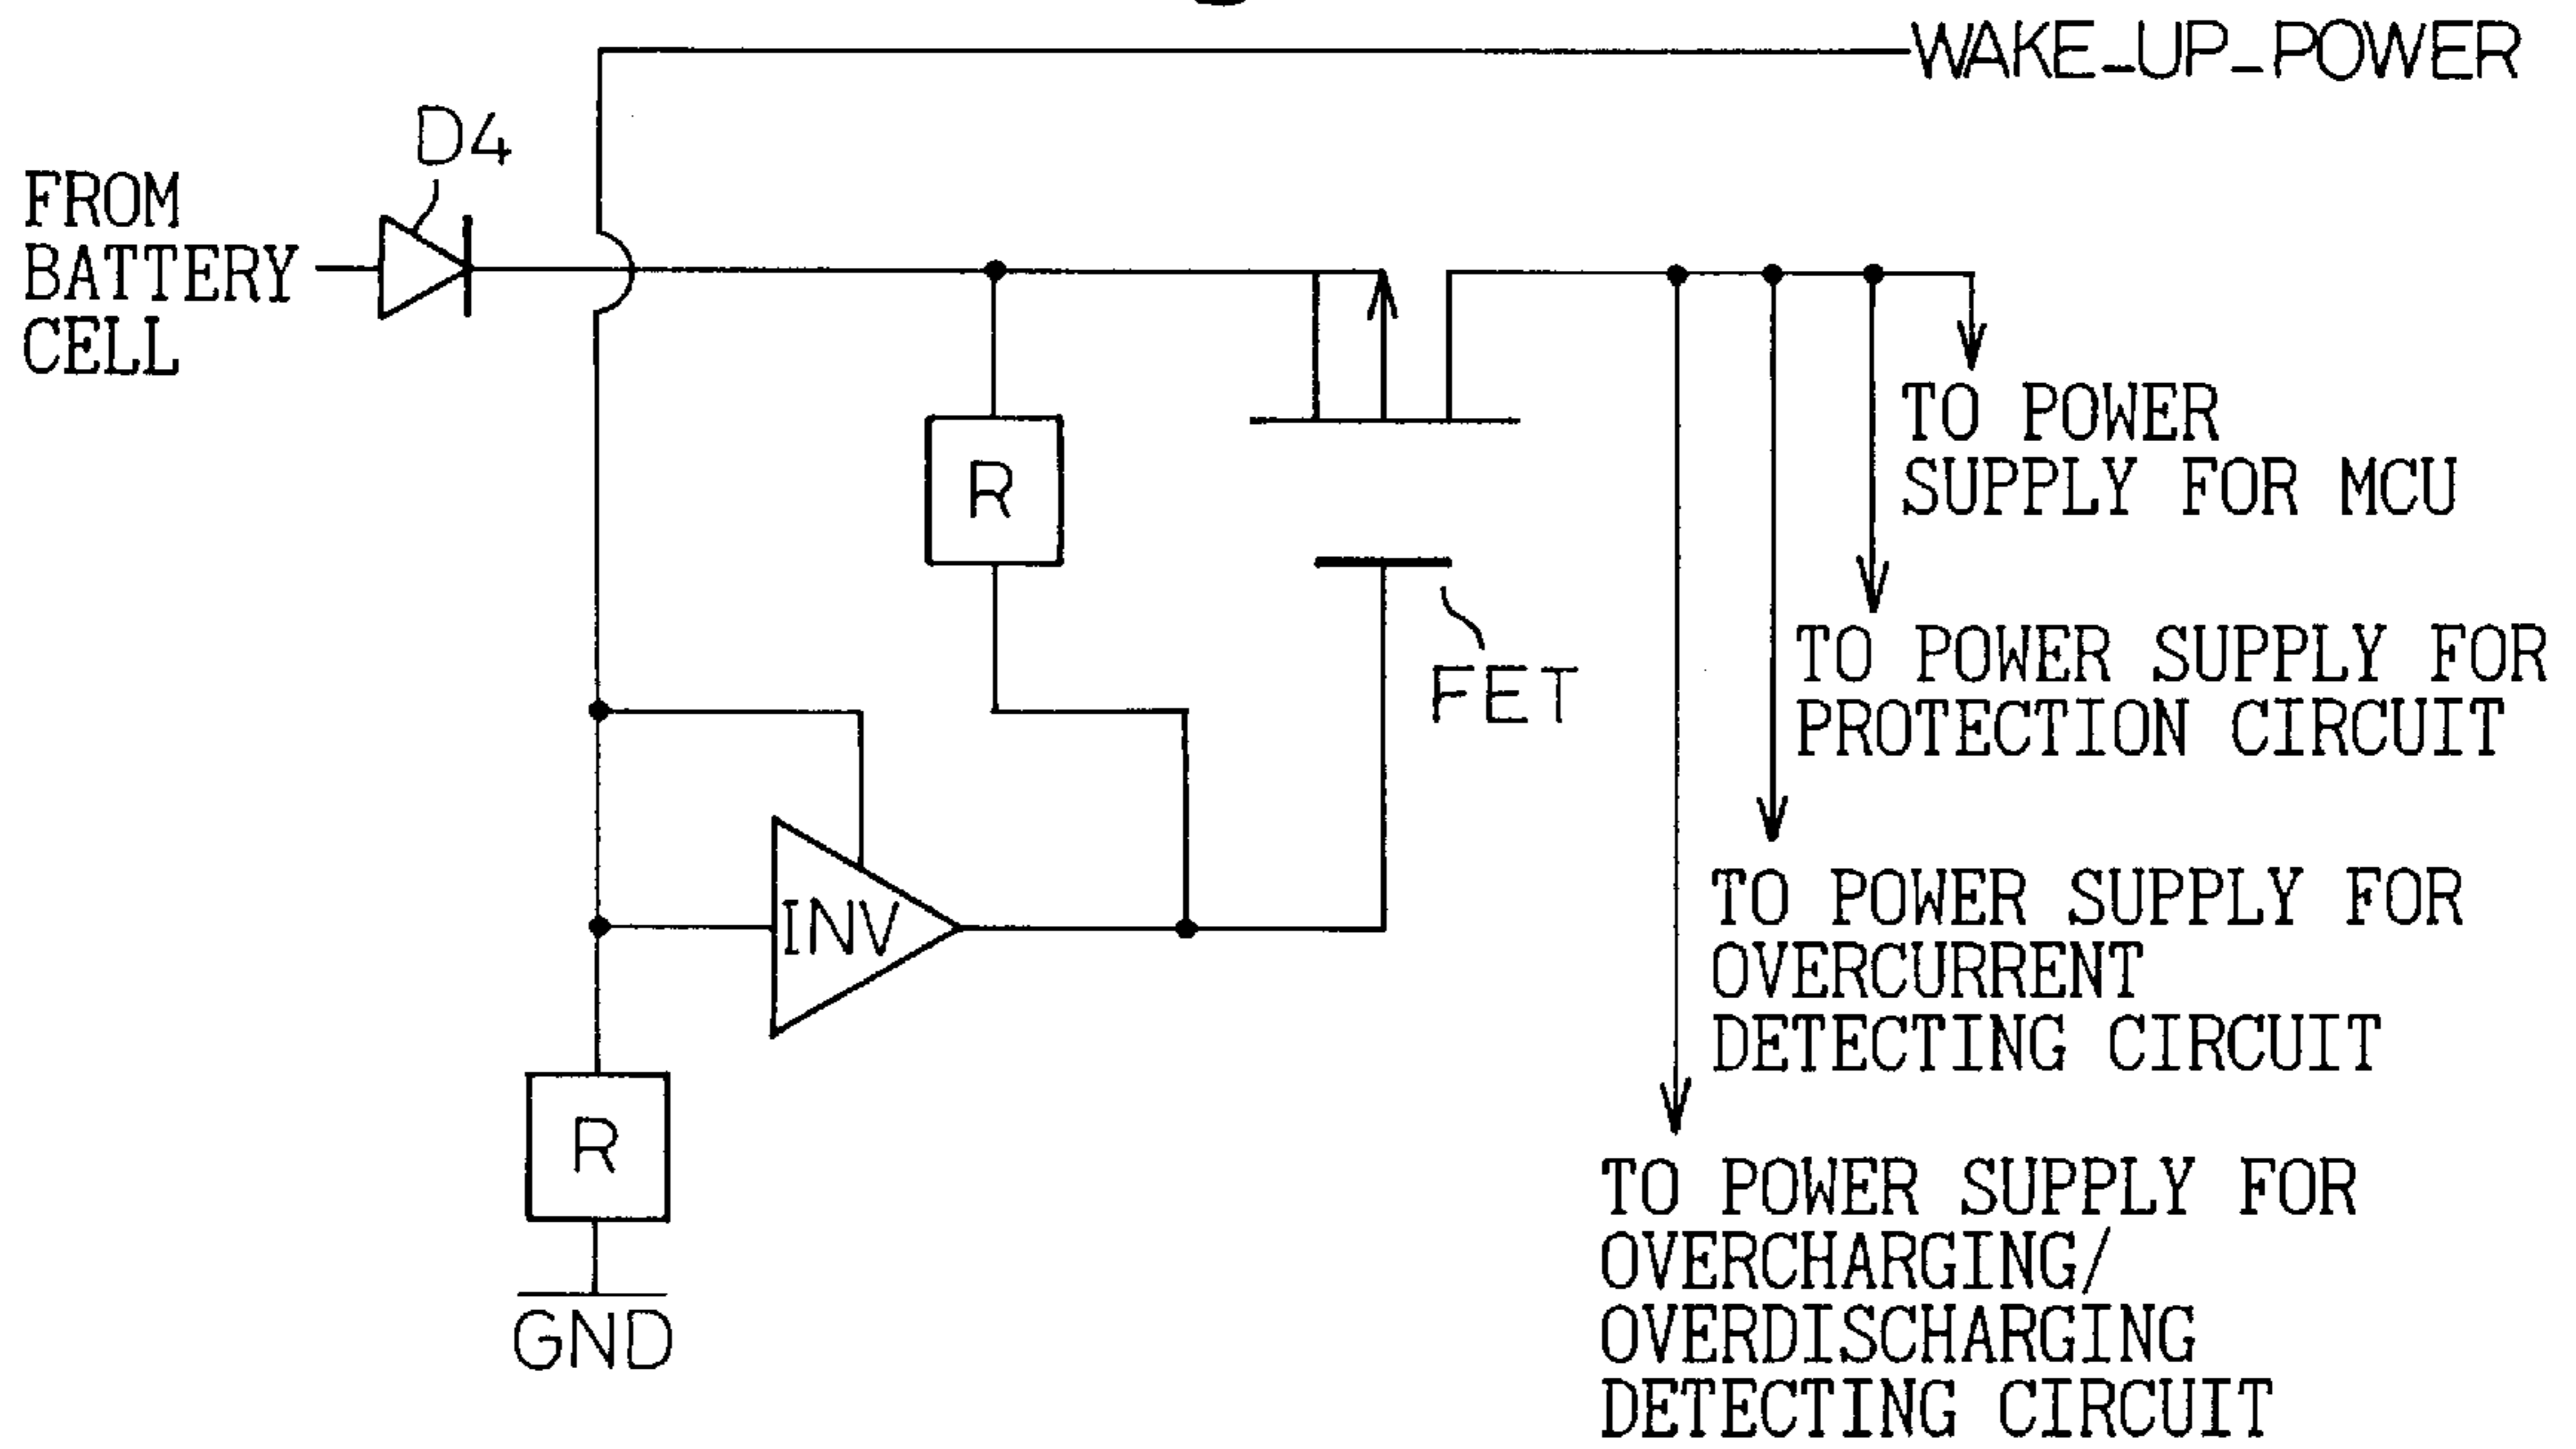 WAKE_UP_POWER
D4
FROM
BATTERY
CELL
R
FET
INV
R
GND
TO POWER
SUPPLY FOR MCU
TO POWER SUPPLY FOR
PROTECTION CIRCUIT
TO POWER SUPPLY FOR
OVERCURRENT
DETECTING CIRCUIT
TO POWER SUPPLY FOR
OVERCHARGING/
OVERDISCHARGING
DETECTING CIRCUIT